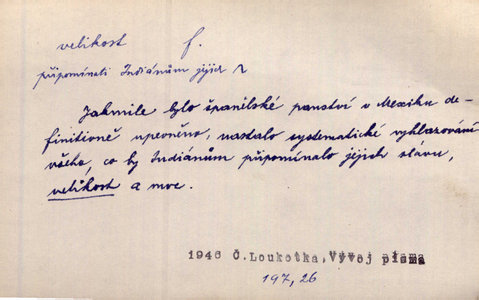 velikost f.
připomínati Indiánům jejich v.
Jakmile bylo španělské panství v Mexiku de-
finitivně upevněno, nastalo systematické vyhlazování
všeho, co by Indiánům připomínalo jejich slávu,
velikost a moc.
1946 Č.Loukotka, Vývoj písma
197, 26